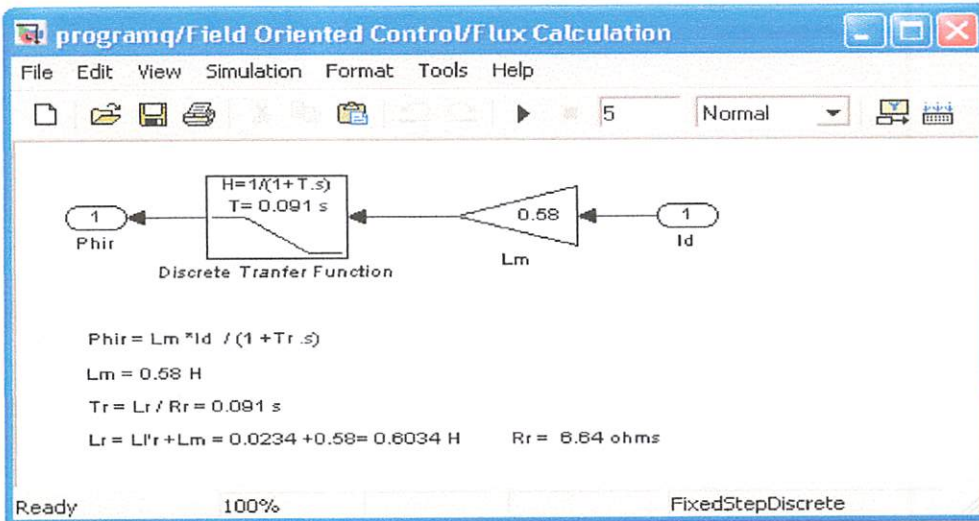 programq/Field Oriented Control/Flux Calculation
File Edit View Simulation Format Tools Help
5 Normal
H=1/(1+T.s)
T= 0.091 s
1
0.58
1
Phir
Id
Lm
Discrete Tranfer Function
Phir = Lm *Id / (1 +Tr .s)
Lm = 0.58 H
Tr = Lr / Rr = 0.091 s
Lr = Ll'r +Lm = 0.0234 +0.58= 0.6034 H Rr = 6.64 ohms
Ready 100% FixedStepDiscrete